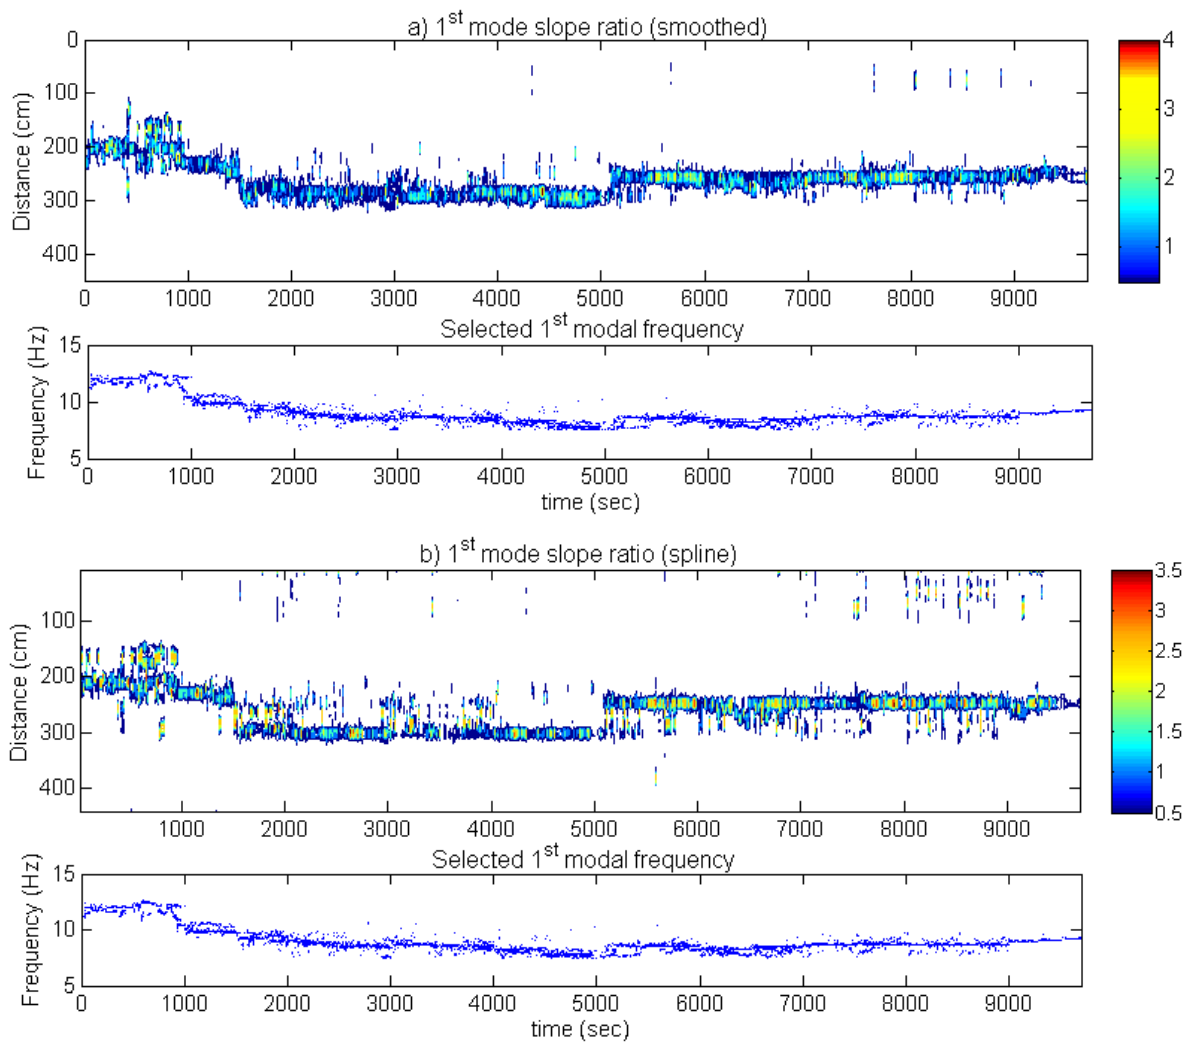 a) 1st mode slope ratio (smoothed)
Distance (cm)
0
100
200
300
400
0 1000 2000 3000 4000 5000 6000 7000 8000 9000
4
3
2
1
Selected 1st modal frequency
Frequency (Hz)
15
10
5
0 1000 2000 3000 4000 5000 6000 7000 8000 9000
time (sec)
b) 1st mode slope ratio (spline)
Distance (cm)
100
200
300
400
1000 2000 3000 4000 5000 6000 7000 8000 9000
3.5
3
2.5
2
1.5
1
0.5
Selected 1st modal frequency
Frequency (Hz)
15
10
5
0 1000 2000 3000 4000 5000 6000 7000 8000 9000
time (sec)